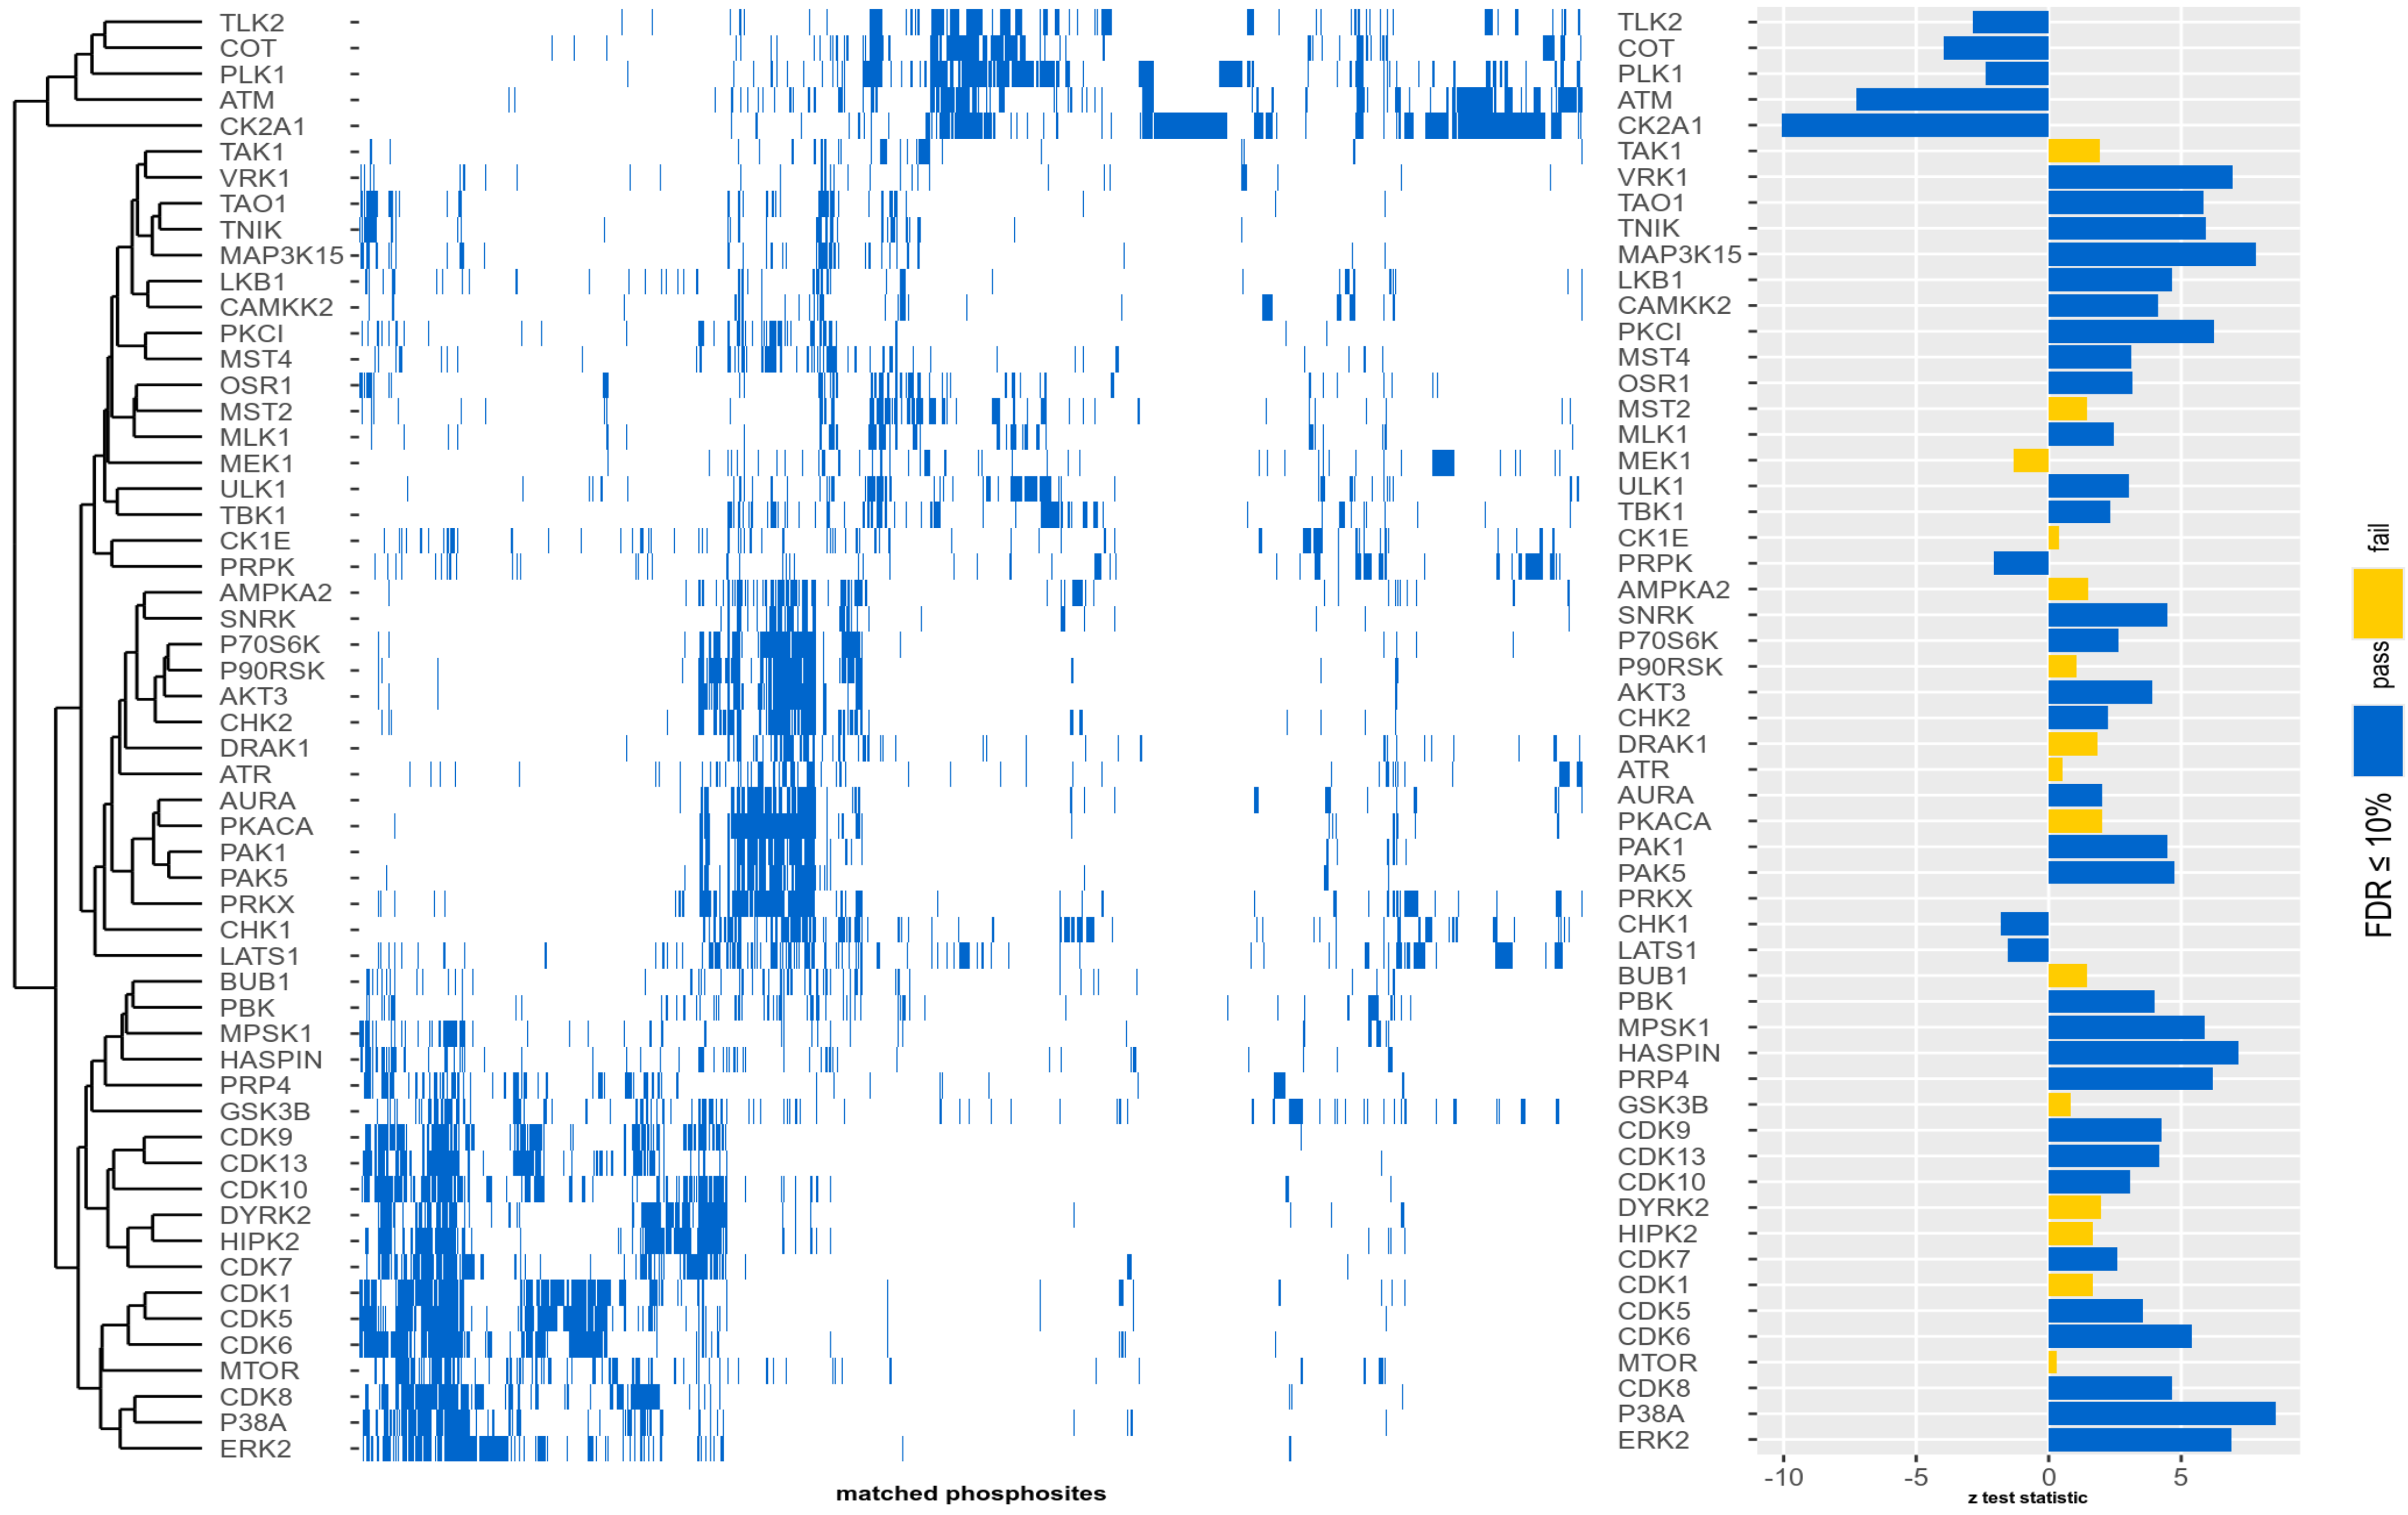 TLK2
COT
PLK1
ATM
CK2A1
TAK1
VRK1
TAO1
TNIK
MAP3K15
LKB1
CAMKK2
PKCI
MST4
OSR1
MST2
MLK1
MEK1
ULK1
TBK1
CK1E
PRPK
AMPKA2
SNRK
P70S6K
P90RSK
AKT3
CHK2
DRAK1
ATR
AURA
PKACA
PAK1
PAK5
PRKX
CHK1
LATS1
BUB1
PBK
MPSK1
HASPIN
PRP4
GSK3B
CDK9
CDK13
CDK10
DYRK2
HIPK2
CDK7
CDK1
CDK5
CDK6
MTOR
CDK8
P38A
ERK2
matched phosphosites
TLK2
COT
PLK1
ATM
CK2A1
TAK1
VRK1
TAO1
TNIK
MAP3K15
LKB1
CAMKK2
PKCI
MST4
OSR1
MST2
MLK1
MEK1
ULK1
TBK1
CK1E
PRPK
AMPKA2
SNRK
P70S6K
P90RSK
AKT3
CHK2
DRAK1
ATR
AURA
PKACA
PAK1
PAK5
PRKX
CHK1
LATS1
BUB1
PBK
MPSK1
HASPIN
PRP4
GSK3B
CDK9
CDK13
CDK10
DYRK2
HIPK2
CDK7
CDK1
CDK5
CDK6
MTOR
CDK8
P38A
ERK2
-10 -5 0 5
z test statistic
FDR ≤ 10% pass fail